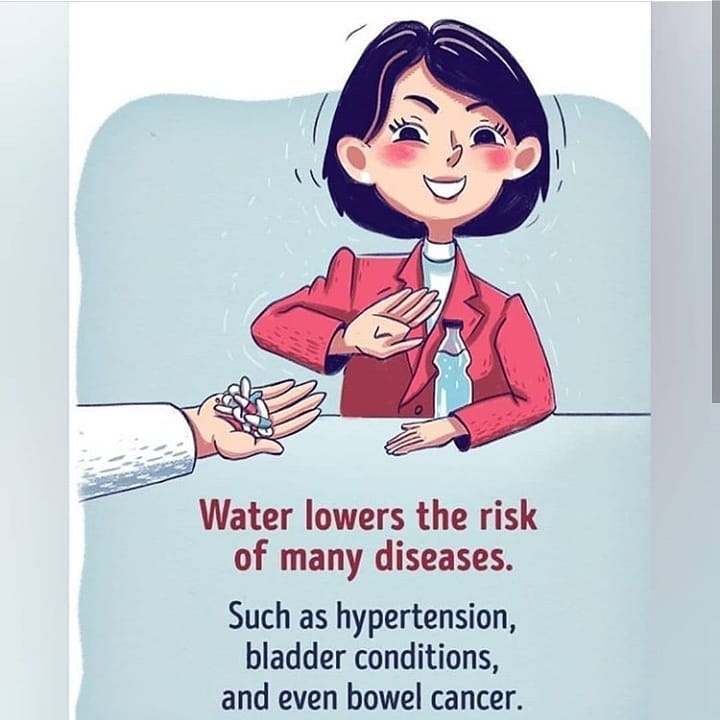 Water lowers the risk
of many diseases.
Such as hypertension,
bladder conditions,
and even bowel cancer.